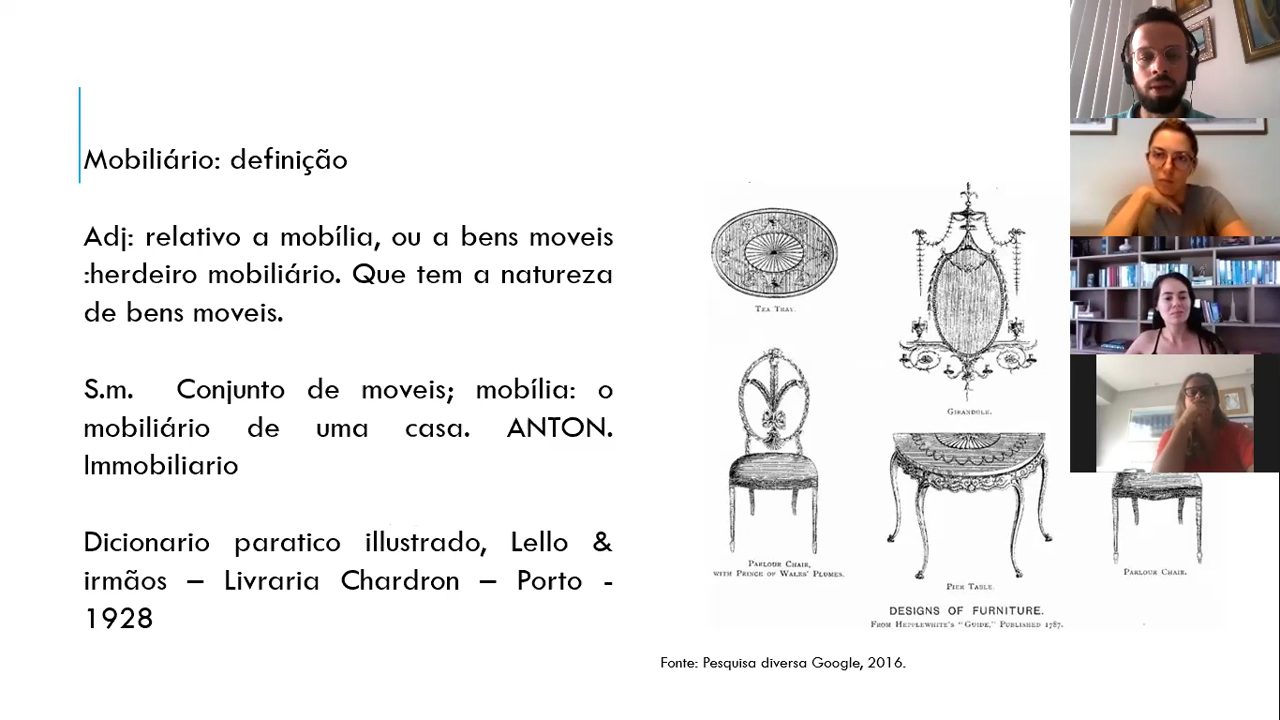 Mobiliário: definição
Adj: relativo a mobília, ou a bens moveis
:herdeiro mobiliário. Que tem a natureza
de bens moveis.
S.m. Conjunto de moveis; mobília: o
mobiliário de uma casa. ANTON.
Immobiliario
Dicionario paratico illustrado, Lello &
irmãos – Livraria Chardron – Porto -
1928
TEA TRAY.
GIRANDOLE.
PARLOUR CHAIR,
WITH PRINCE OF WALES' PLUMES.
PIER TABLE.
PARLOUR CHAIR.
DESIGNS OF FURNITURE.
FROM HEPPLEWHITE'S "GUIDE," PUBLISHED 1787.
Fonte: Pesquisa diversa Google, 2016.